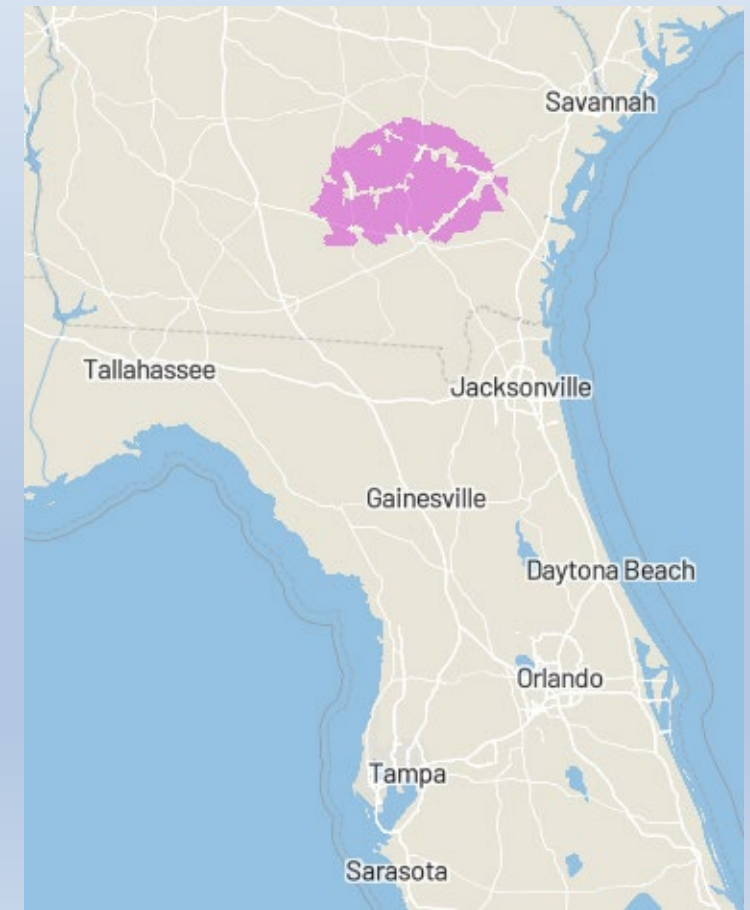 Savannah
Tallahassee
Jacksonville
Gainesville
Daytona Beach
Orlando
Tampa
Sarasota